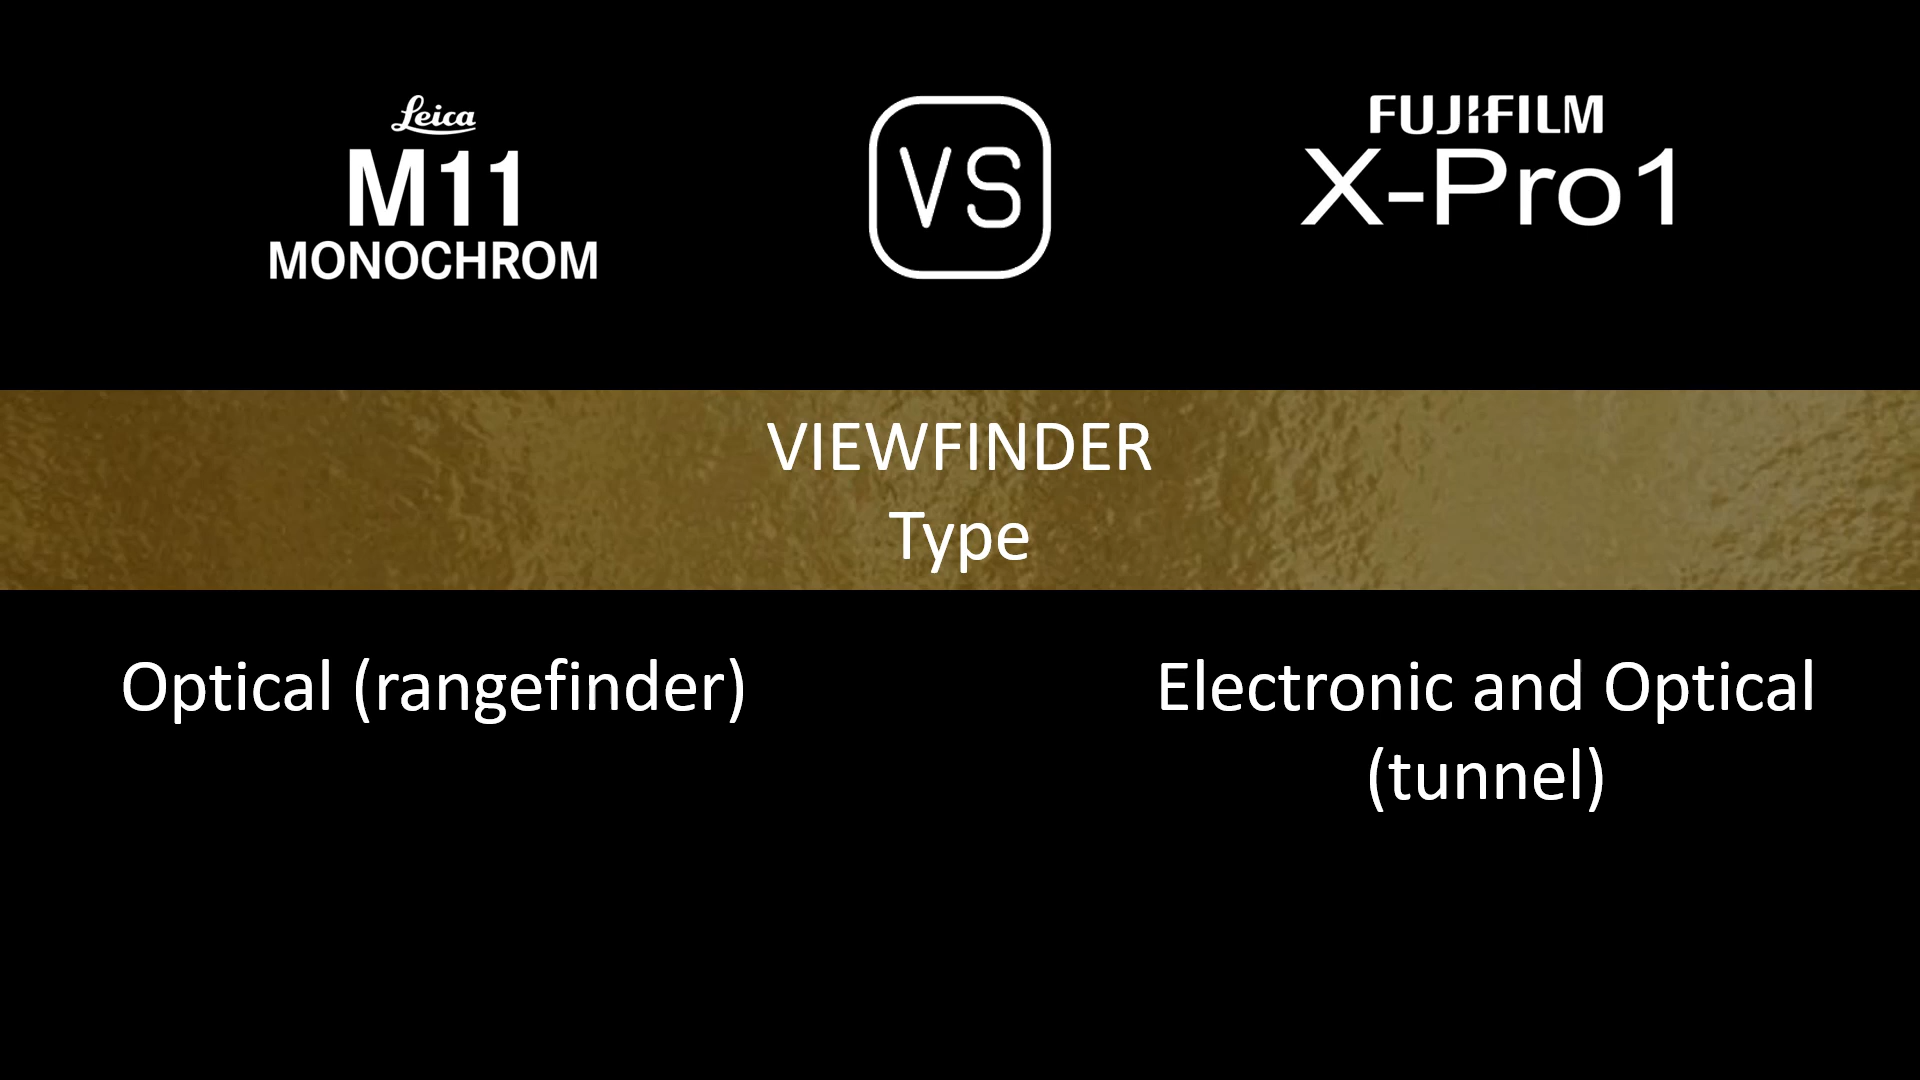 Leica
M11
MONOCHROM
VS
FUJIFILM
X-Pro1
VIEWFINDER
Type
Optical (rangefinder)
Electronic and Optical
(tunnel)